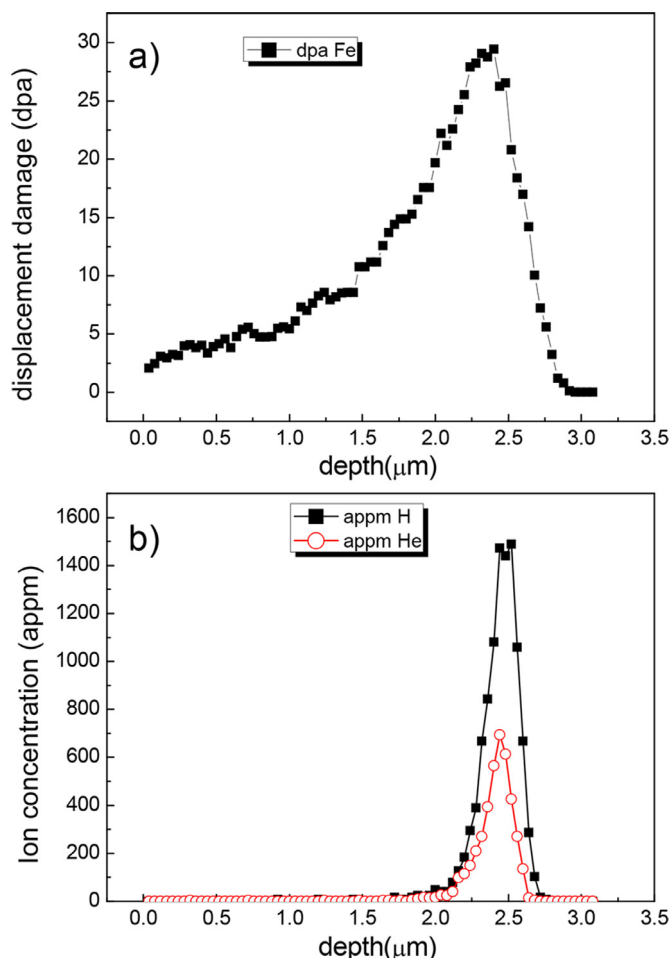 a)
dpa Fe
displacement damage (dpa)
30
25
20
15
10
5
0
0.0 0.5 1.0 1.5 2.0 2.5 3.0 3.5
depth(μm)
b)
appm H
appm He
Ion concentration (appm)
1600
1400
1200
1000
800
600
400
200
0
0.0 0.5 1.0 1.5 2.0 2.5 3.0 3.5
depth(μm)